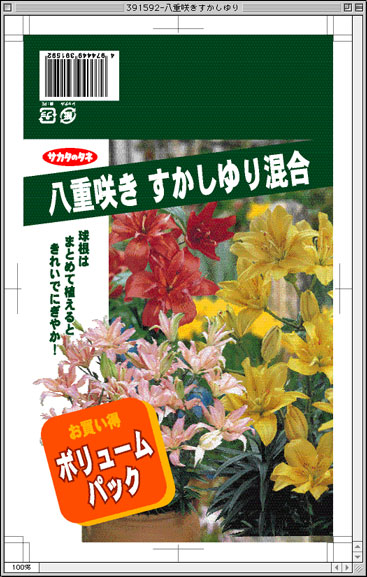 391592-八重咲きすかしゆり
4 974449 391592
サカタのタネ
八重咲き すかしゆり混合
球根は
まとめて植えると
きれいでにぎやか！
お買い得
ボリューム
パック
100%